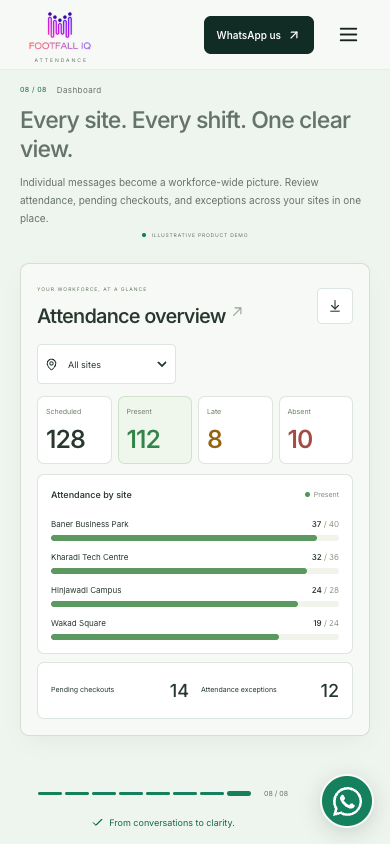 FOOTFALL IQ
ATTENDANCE
WhatsApp us
08 / 08 Dashboard
Every site. Every shift. One clear
view.
Individual messages become a workforce-wide picture. Review
attendance, pending checkouts, and exceptions across your sites in one
place.
ILLUSTRATIVE PRODUCT DEMO
YOUR WORKFORCE, AT A GLANCE
Attendance overview
All sites
Scheduled Present Late Absent
128 112 8 10
Attendance by site Present
Baner Business Park 37 / 40
Kharadi Tech Centre 32 / 36
Hinjawadi Campus 24 / 28
Wakad Square 19 / 24
Pending checkouts 14 Attendance exceptions 12
08 / 08
From conversations to clarity.